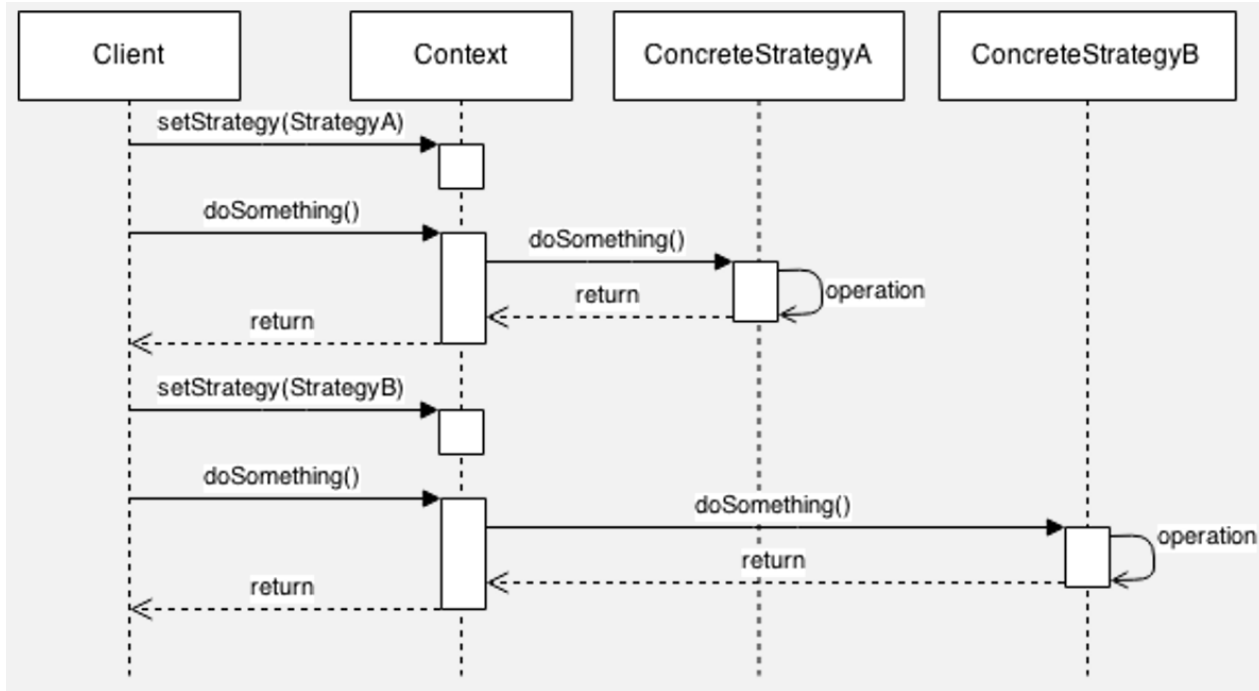 Client
Context
ConcreteStrategyA
ConcreteStrategyB
setStrategy(StrategyA)
doSomething()
doSomething()
operation
return
return
setStrategy(StrategyB)
doSomething()
doSomething()
operation
return
return